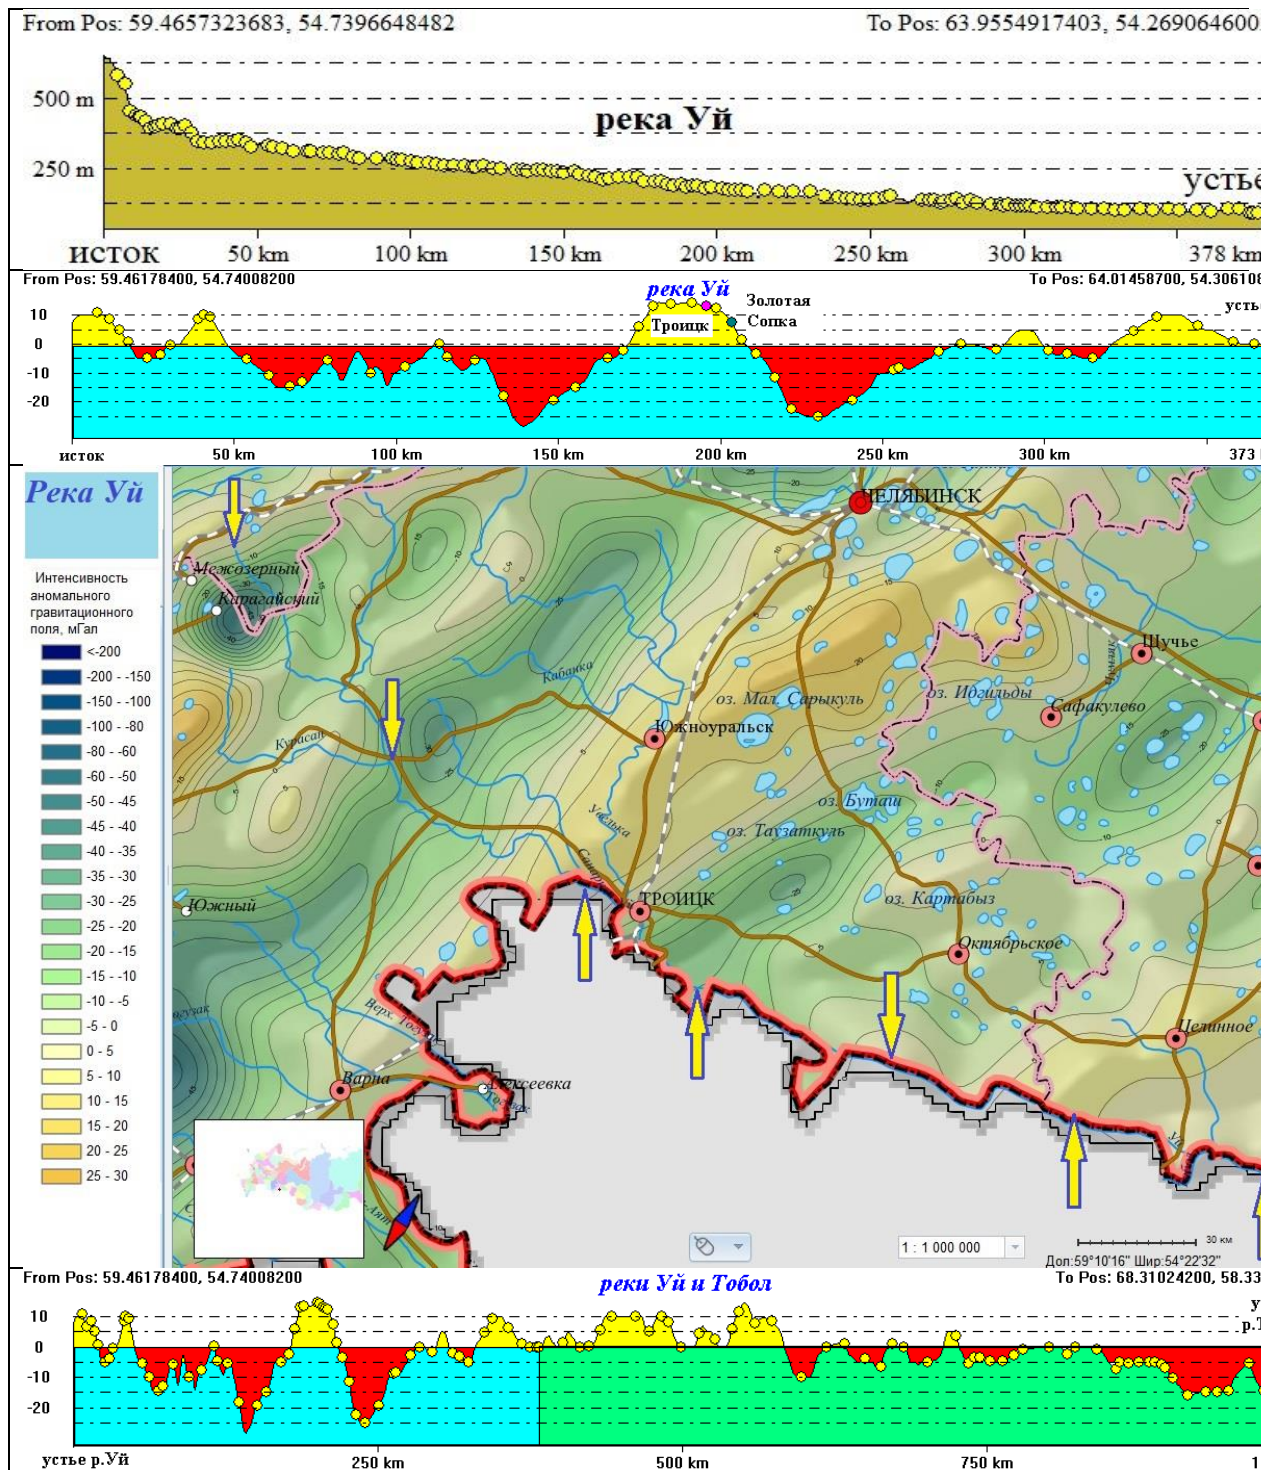 From Pos: 59.4657323683, 54.7396648482
To Pos: 63.9554917403, 54.269064600
500 m
река Уй
250 m
устье
исток
50 km
100 km
150 km
200 km
250 km
300 km
378 km
From Pos: 59.46178400, 54.74008200
To Pos: 64.01458700, 54.306108
река Уй
Золотая
устье
Троицк
Сопка
10
0
-10
-20
исток
50 km
100 km
150 km
200 km
250 km
300 km
373
Река Уй
ЧЕЛЯБИНСК
Межозерный
Карагайский
Интенсивность
аномального
гравитационного
поля, мГал
<-200
-200 - -150
-150 - -100
-100 - -80
-80 - -60
-60 - -50
-50 - -45
-45 - -40
-40 - -35
-35 - -30
-30 - -25
-25 - -20
-20 - -15
-15 - -10
-10 - -5
-5 - 0
0 - 5
5 - 10
10 - 15
15 - 20
20 - 25
25 - 30
Щучье
Кабанка
оз. Мал. Сарыкуль
оз. Идгильды
Сафакулево
Курасан
Южноуральск
оз. Буташ
Увелька
оз. Таузаткуль
Санарка
Южный
ТРОИЦК
оз. Картабыз
Октябрьское
Верх. Тогузак
Целинное
Варна
Алексеевка
Уй
1 : 1 000 000
30 км
Дол:59°10'16" Шир:54°22'32"
From Pos: 59.46178400, 54.74008200
реки Уй и Тобол
To Pos: 68.31024200, 58.33
10
0
-10
-20
устье р.Уй
250 km
500 km
750 km